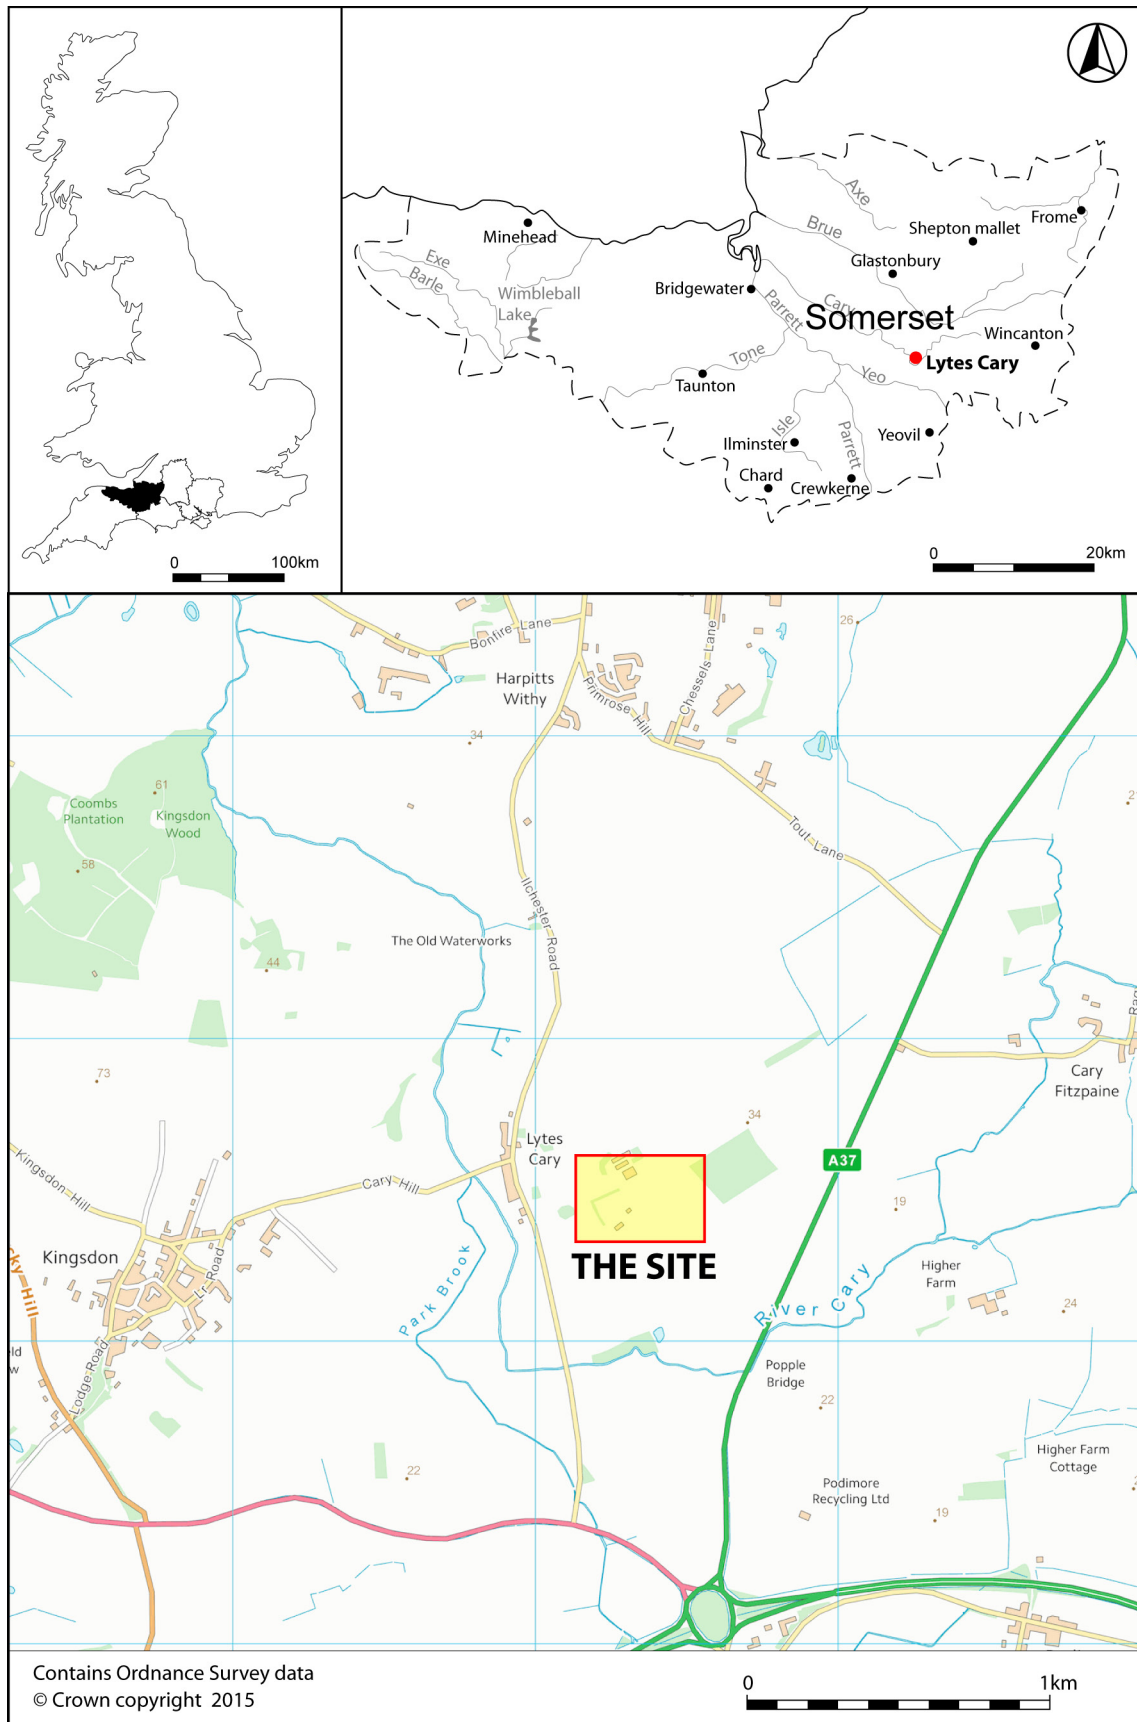 0 100km
Axe
Brue
Frome
Shepton mallet
Minehead
Glastonbury
Exe
Barle
Wimbleball
Lake
Bridgewater
Parrett
Cary
Somerset
Wincanton
Lytes Cary
Tone
Taunton
Yeo
Isle
Ilminster
Parrett
Yeovil
Chard
Crewkerne
0 20km
Bonfire Lane
Chessels Lane
26
Harpitts
Withy
Primrose Hill
34
61
Coombs
Plantation
Kingsdon
Wood
58
Tout Lane
Ilchester Road
The Old Waterworks
44
73
Cary
Fitzpaine
34
Lytes
Cary
A37
Kingsdon Hill
Cary Hill
19
Kingsdon
Lr Road
THE SITE
Park Brook
River Cary
Higher
Farm
24
Lodge Road
Popple
Bridge
22
Higher Farm
Cottage
22
Podimore
Recycling Ltd
19
Contains Ordnance Survey data
© Crown copyright 2015
0 1km